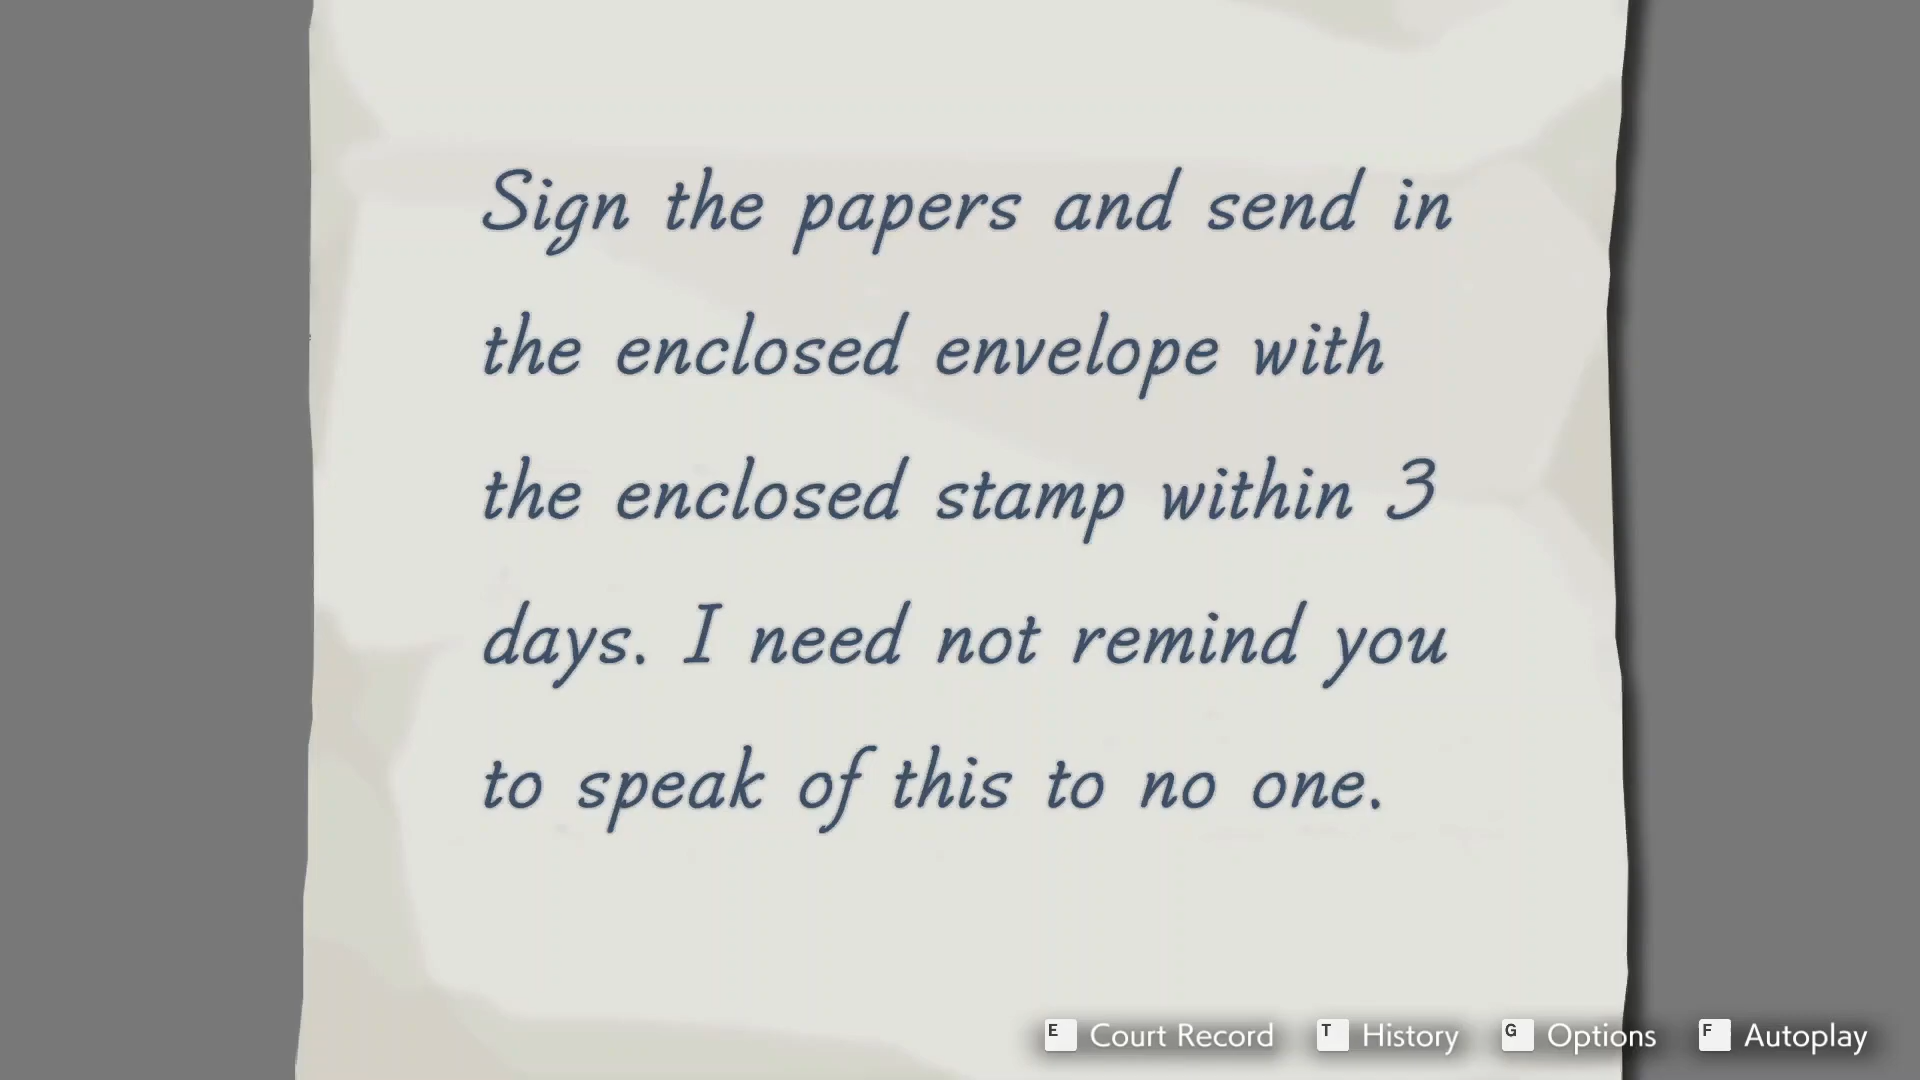 Sign the papers and send in
the enclosed envelope with
the enclosed stamp within 3
days. I need not remind you
to speak of this to no one.
E Court Record T History G Options F Autoplay